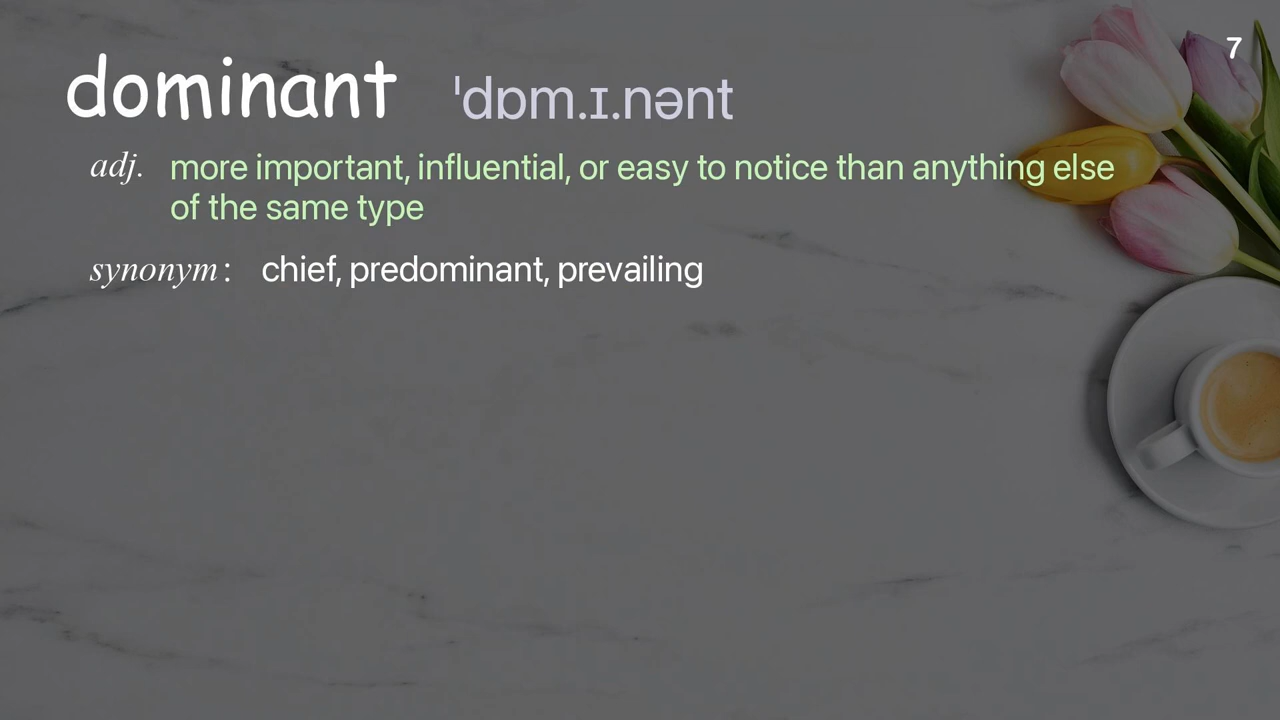 7
dominant ˈdɒm.ɪ.nənt
adj. more important, influential, or easy to notice than anything else
of the same type
synonym: chief, predominant, prevailing